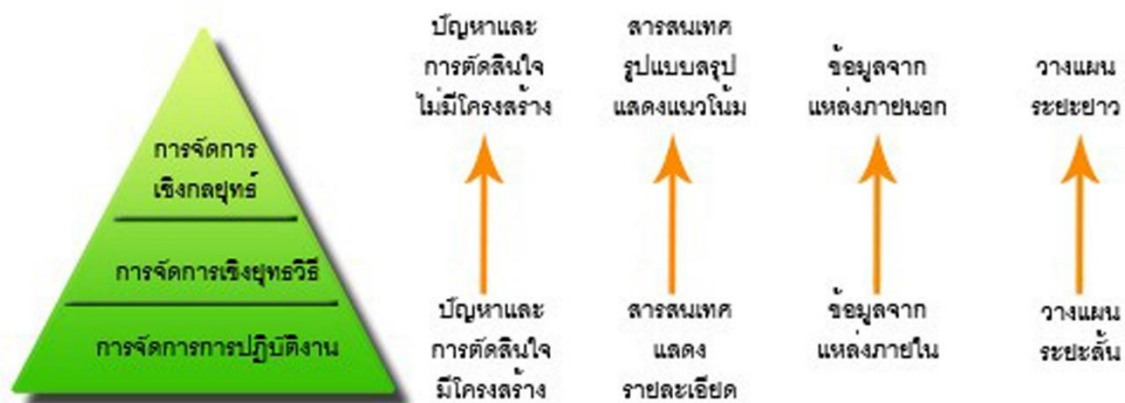 การจัดการ
เชิงกลยุทธ์
การจัดการเชิงยุทธวิธี
การจัดการการปฏิบัติงาน
ปัญหาและ
การตัดสินใจ
ไม่มีโครงสร้าง
สารสนเทศ
รูปแบบสรุป
แสดงแนวโน้ม
ข้อมูลจาก
แหล่งภายนอก
วางแผน
ระยะยาว
ปัญหาและ
การตัดสินใจ
มีโครงสร้าง
สารสนเทศ
แสดง
รายละเอียด
ข้อมูลจาก
แหล่งภายใน
วางแผน
ระยะสั้น